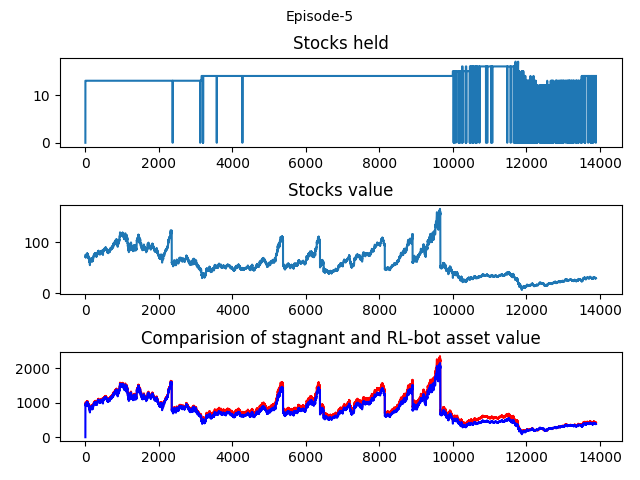 Episode-5
Stocks held
10
0
0 2000 4000 6000 8000 10000 12000 14000
Stocks value
100
0
0 2000 4000 6000 8000 10000 12000 14000
Comparision of stagnant and RL-bot asset value
2000
1000
0
0 2000 4000 6000 8000 10000 12000 14000